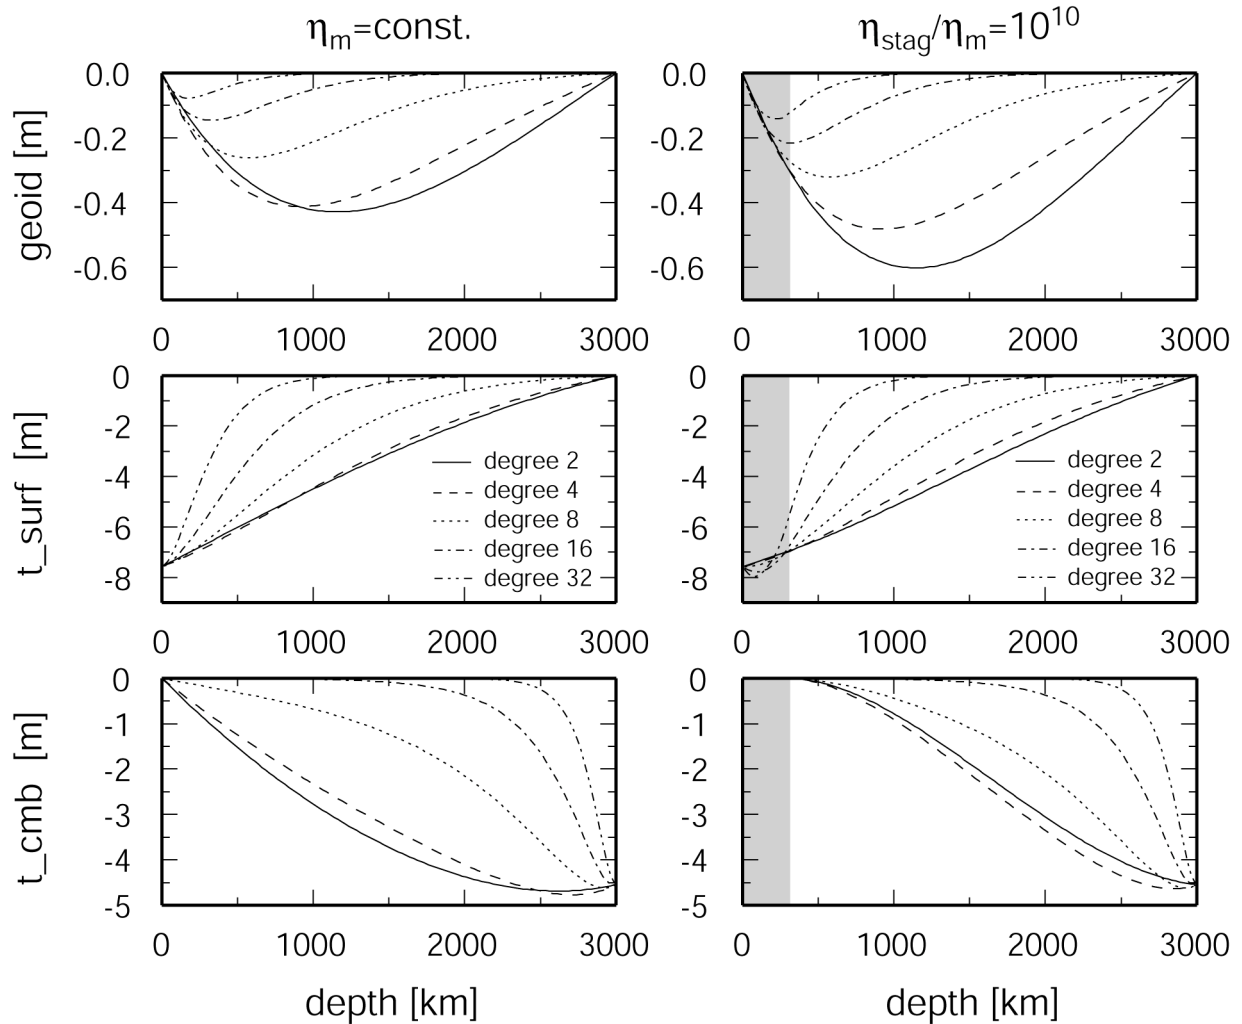 ηm=const.
ηstag/ηm=10^10
geoid [m]
0.0
-0.2
-0.4
-0.6
0 1000 2000 3000
0.0
-0.2
-0.4
-0.6
0 1000 2000 3000
t_surf [m]
0
-2
-4
-6
-8
degree 2
degree 4
degree 8
degree 16
degree 32
0 1000 2000 3000
0
-2
-4
-6
-8
degree 2
degree 4
degree 8
degree 16
degree 32
0 1000 2000 3000
t_cmb [m]
0
-1
-2
-3
-4
-5
0 1000 2000 3000
depth [km]
0
-1
-2
-3
-4
-5
0 1000 2000 3000
depth [km]